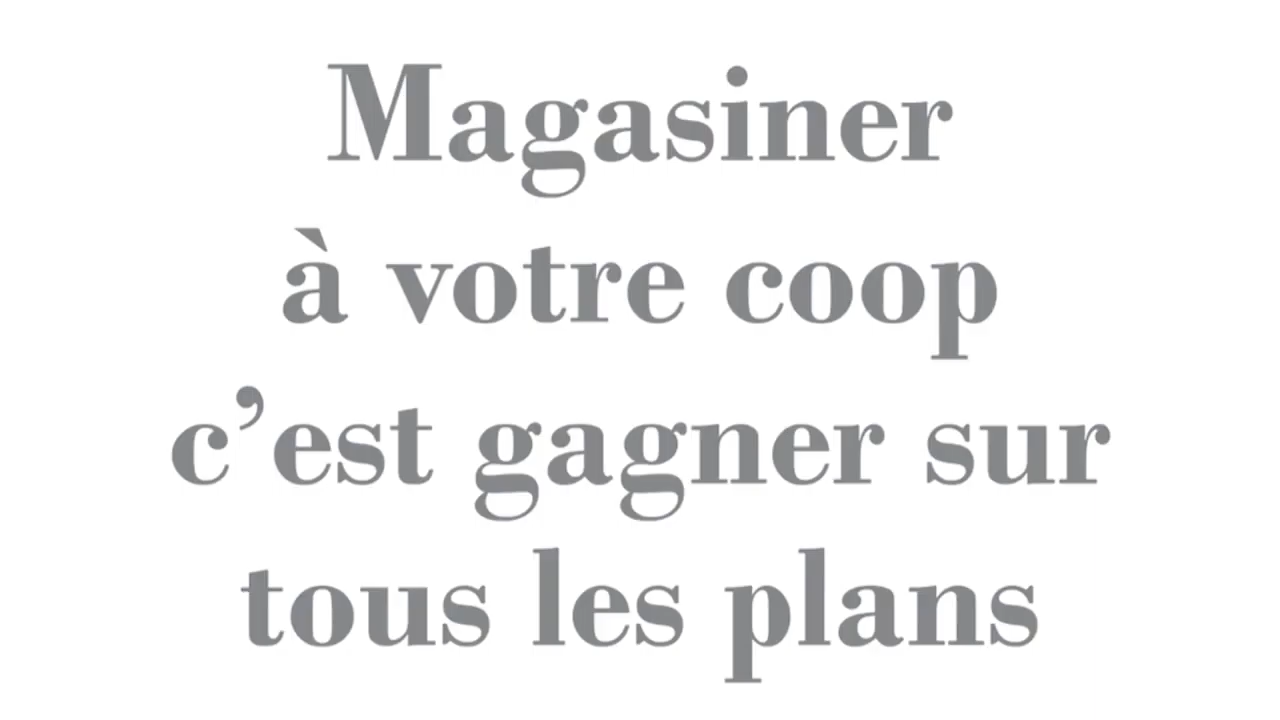 Magasiner
à votre coop
c’est gagner sur
tous les plans